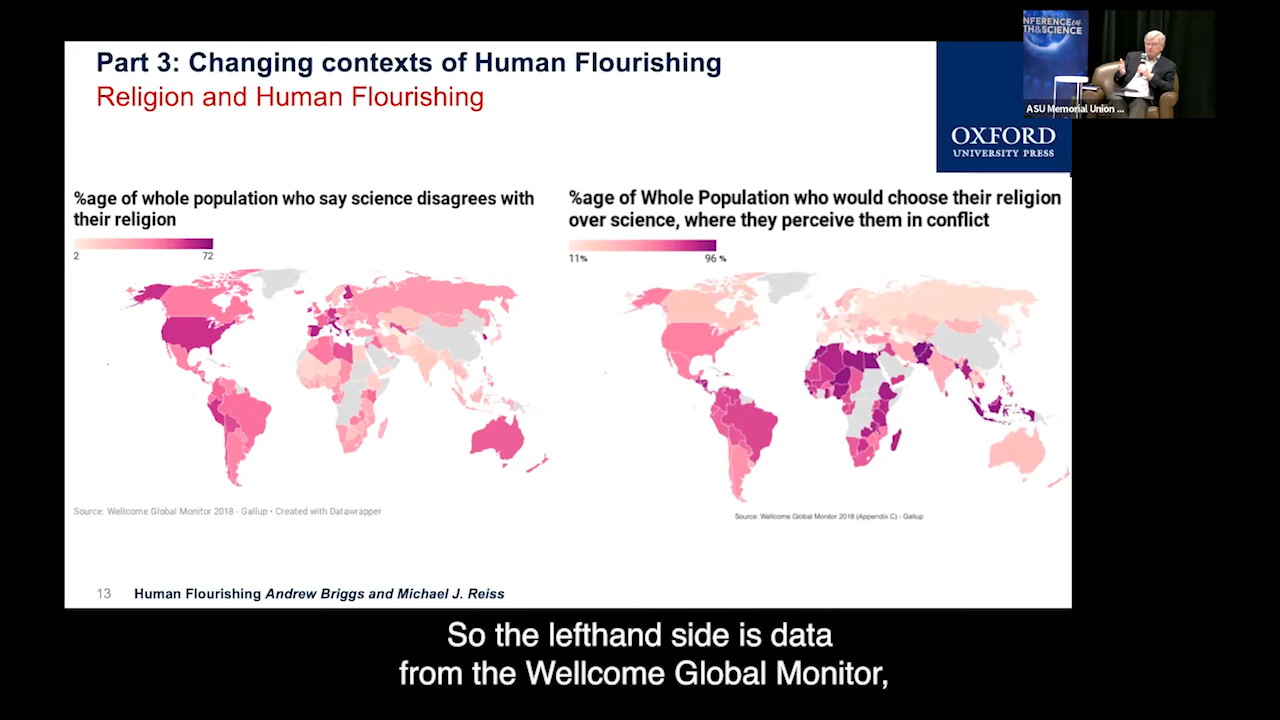 Part 3: Changing contexts of Human Flourishing
Religion and Human Flourishing
NFERENCE in
TH&SCIENCE
ASU Memorial Union ...
OXFORD
UNIVERSITY PRESS
%age of whole population who say science disagrees with
their religion
2 72
%age of Whole Population who would choose their religion
over science, where they perceive them in conflict
11% 96 %
Source: Wellcome Global Monitor 2018 - Gallup • Created with Datawrapper
Source: Wellcome Global Monitor 2018 (Appendix C) - Gallup
13 Human Flourishing Andrew Briggs and Michael J. Reiss
So the lefthand side is data
from the Wellcome Global Monitor,